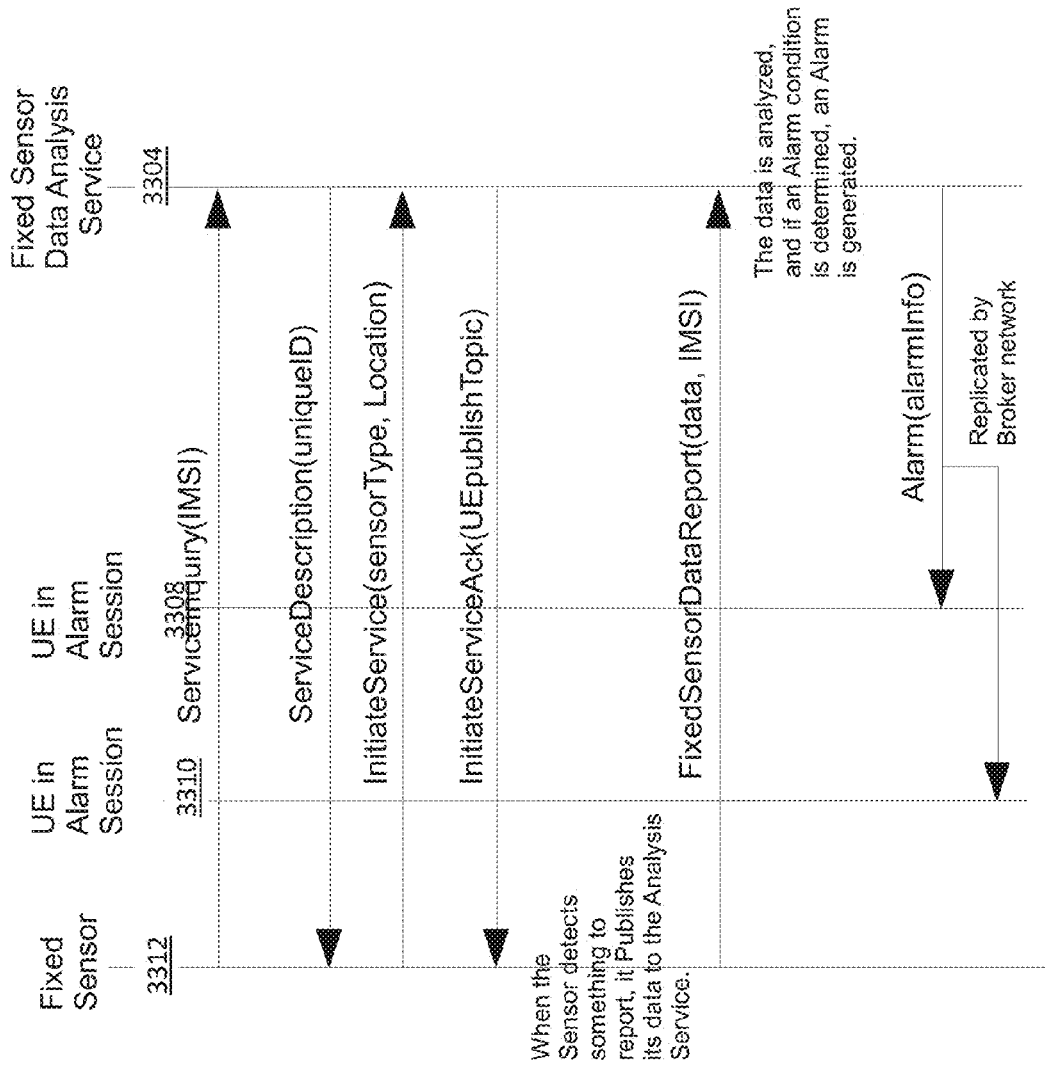 Fixed
Sensor
3312
UE in
Alarm
Session
3310
UE in
Alarm
Session
3308
Fixed Sensor
Data Analysis
Service
3304
ServiceInquiry(IMSI)
ServiceDescription(uniqueID)
InitiateService(sensorType, Location)
InitiateServiceAck(UEpublishTopic)
When the
Sensor detects
something to
report, it Publishes
its data to the Analysis
Service.
FixedSensorDataReport(data, IMSI)
The data is analyzed,
and if an Alarm condition
is determined, an Alarm
is generated.
Alarm(alarmInfo)
Replicated by
Broker network